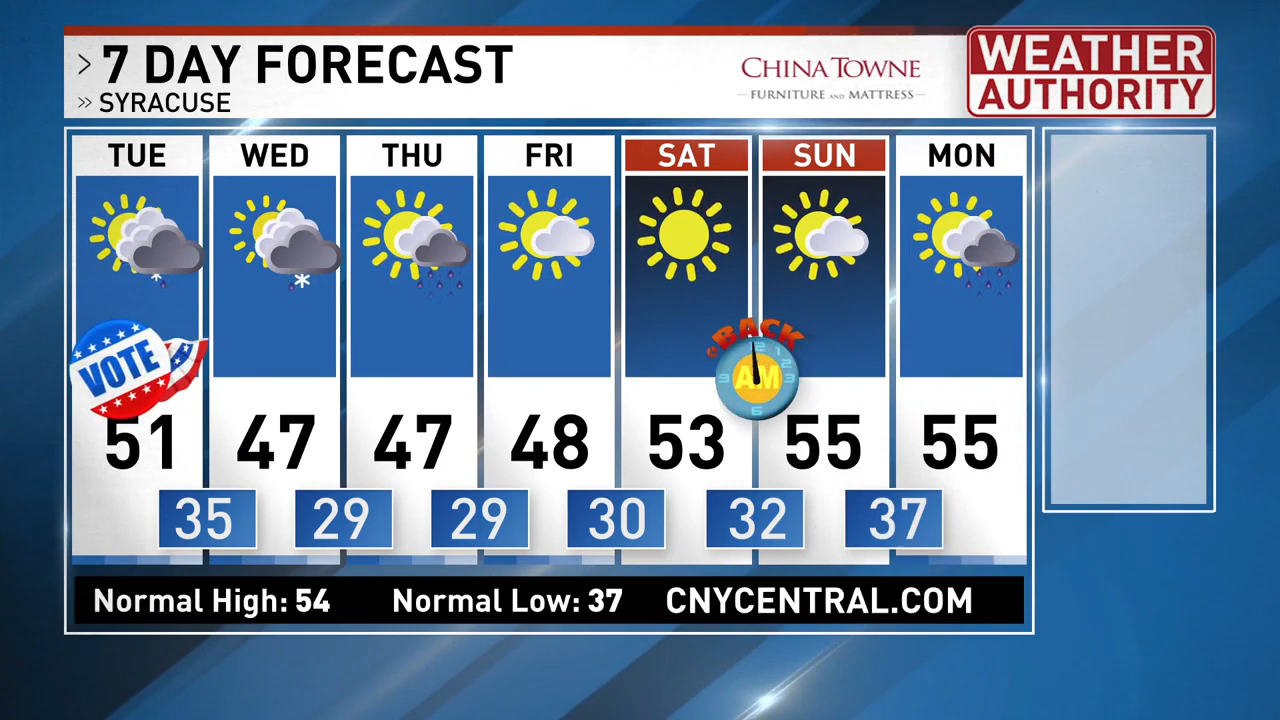 > 7 DAY FORECAST
» SYRACUSE
CHINA TOWNE
FURNITURE AND MATTRESS
WEATHER
AUTHORITY
TUE WED THU FRI SAT SUN MON
VOTE
BACK
AM
51 47 47 48 53 55 55
35 29 29 30 32 37
Normal High: 54 Normal Low: 37 CNYCENTRAL.COM